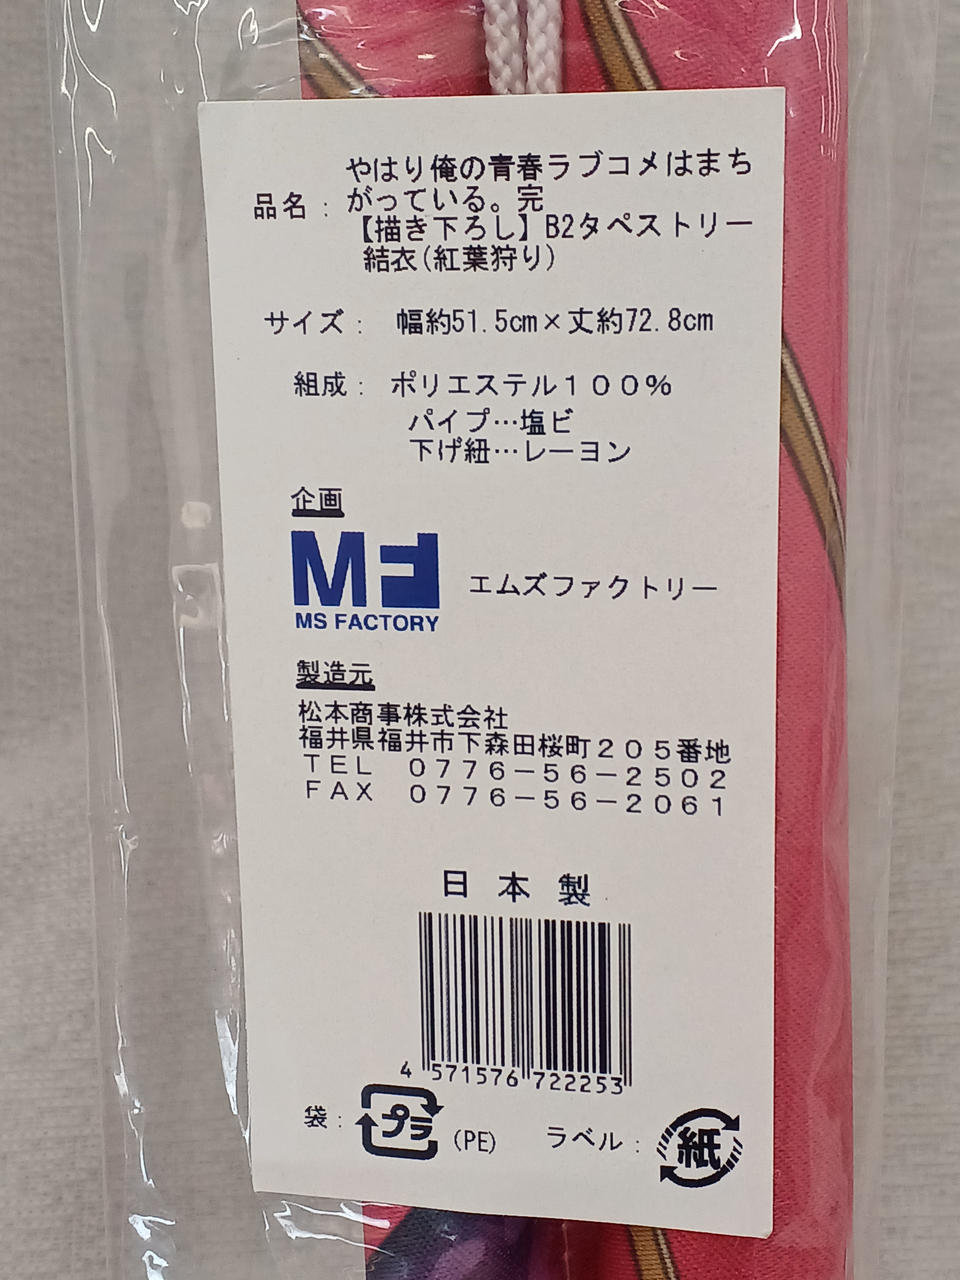 品名：
やはり俺の青春ラブコメはまち
がっている。完
【描き下ろし】B2タペストリー
結衣(紅葉狩り)
サイズ： 幅約51.5cm×丈約72.8cm
組成： ポリエステル１００％
パイプ…塩ビ
下げ紐…レーヨン
企画
MF
MS FACTORY
エムズファクトリー
製造元
松本商事株式会社
福井県福井市下森田桜町２０５番地
ＴＥＬ　０７７６－５６－２５０２
ＦＡＸ　０７７６－５６－２０６１
日本製
4 571576 722253
袋： プラ (PE) ラベル： 紙